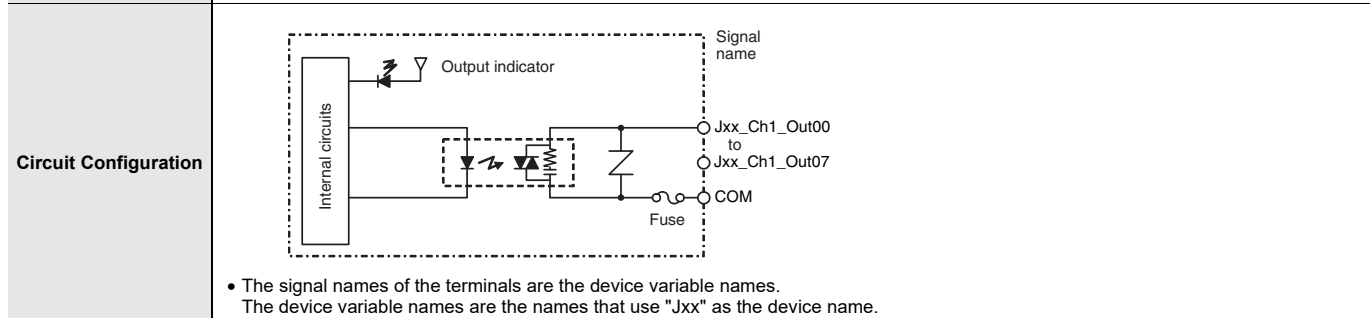 Circuit Configuration
Internal circuits
Output indicator
Signal
name
Jxx_Ch1_Out00
to
Jxx_Ch1_Out07
COM
Fuse
• The signal names of the terminals are the device variable names.
The device variable names are the names that use "Jxx" as the device name.